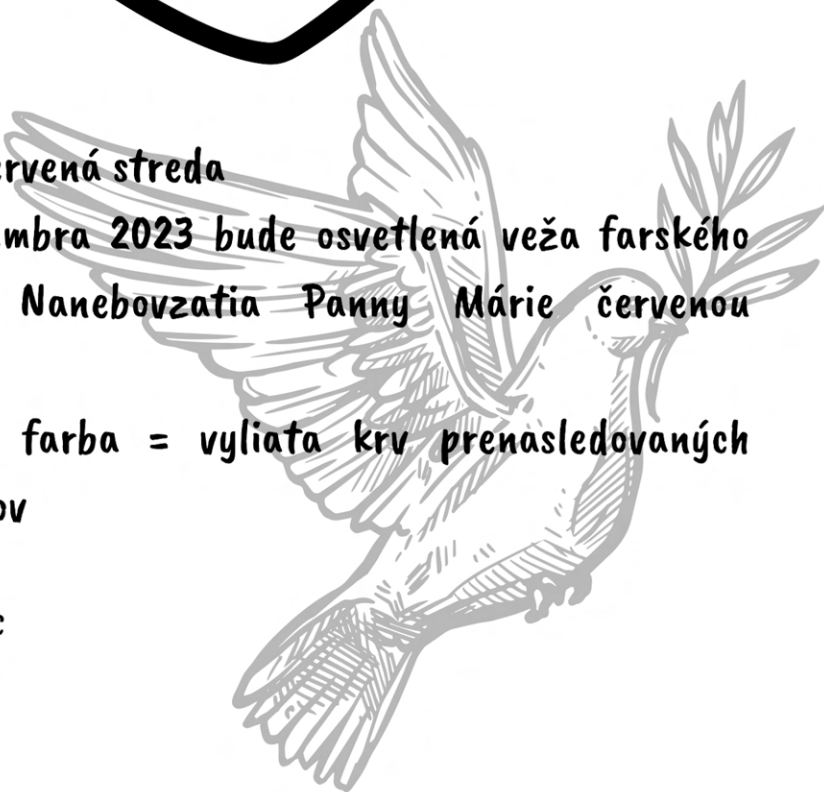 rvená streda
mbra 2023 bude osvetlená veža farského
Nanebovzatia Panny Márie červenou
farba = vyliata krv prenasledovaných
ov